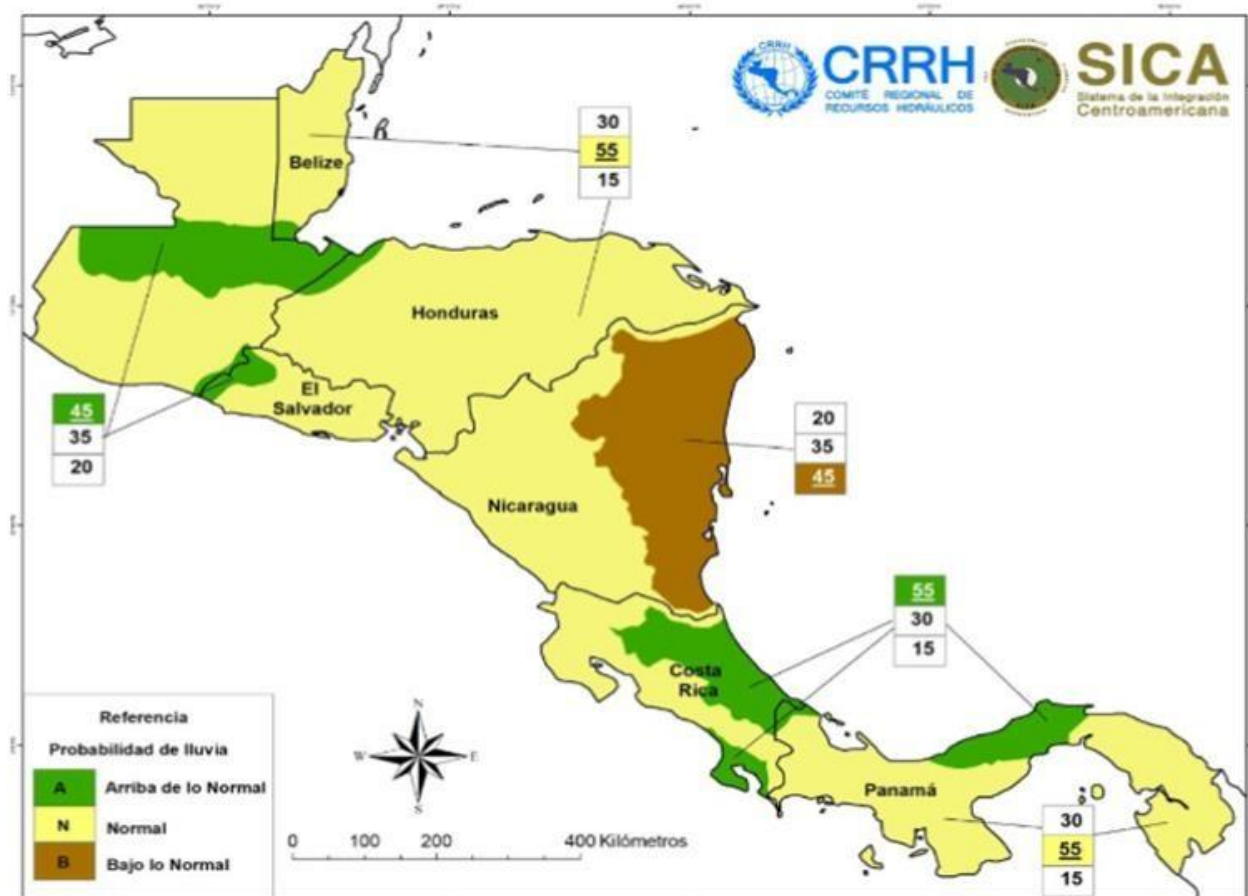 CRRH
COMITÉ REGIONAL DE
RECURSOS HIDRÁULICOS
SICA
Sistema de la Integración
Centroamericana
30
55
15
Belize
Honduras
El
Salvador
45
35
20
20
35
45
Nicaragua
55
30
15
Costa
Rica
Panamá
30
55
15
Referencia
Probabilidad de lluvia
A Arriba de lo Normal
N Normal
B Bajo lo Normal
N
W E
S
0 100 200 400 Kilómetros